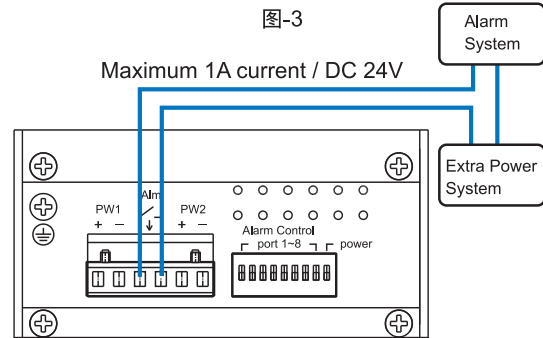 图-3
Alarm
System
Maximum 1A current / DC 24V
Extra Power
System
Alm
PW1
PW2
+ −
+ −
Alarm Control
port 1~8
power